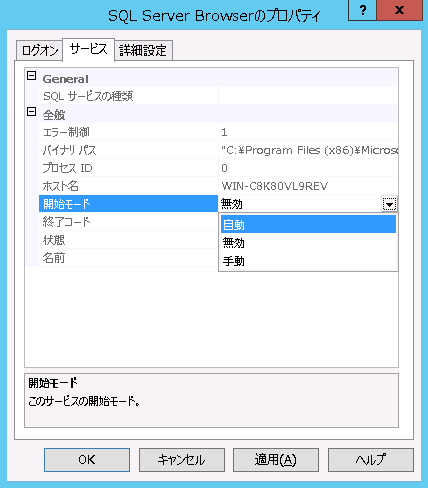 SQL Server Browserのプロパティ
? x
ログオン サービス 詳細設定
General
SQL サービスの種類
全般
エラー制御 1
バイナリ パス "C:¥Program Files (x86)¥Microsc
プロセス ID 0
ホスト名 WIN-C8K80VL9REV
開始モード 無効
終了コード 自動
状態 無効
名前 手動
開始モード
このサービスの開始モード。
OK キャンセル 適用(A) ヘルプ